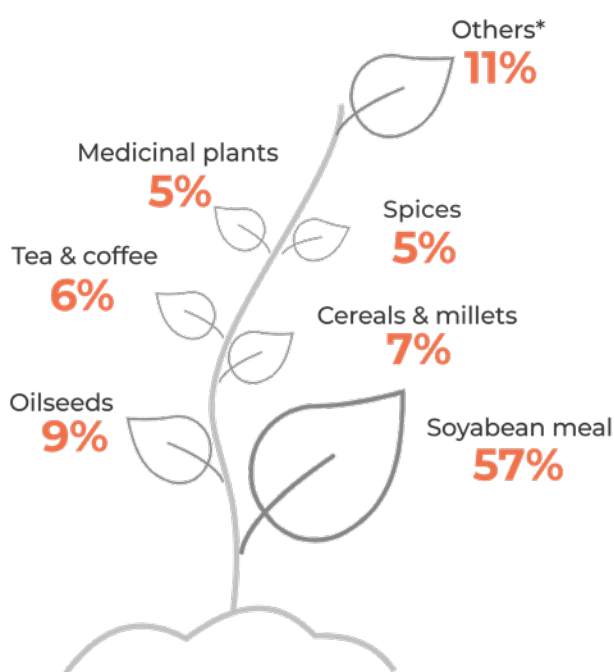 Others*
11%
Medicinal plants
5%
Spices
5%
Tea & coffee
6%
Cereals & millets
7%
Oilseeds
9%
Soyabean meal
57%